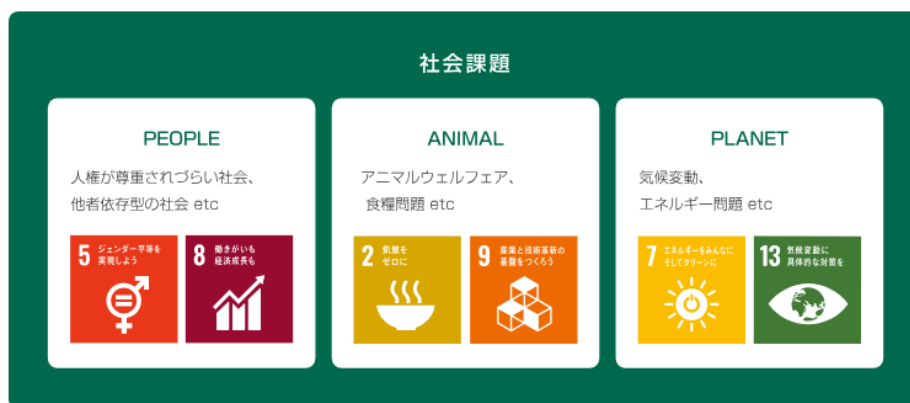 社会課題
PEOPLE
人権が尊重されづらい社会、
他者依存型の社会 etc
5 ジェンダー平等を
実現しよう
8 働きがいも
経済成長も
ANIMAL
アニマルウェルフェア、
食糧問題 etc
2 飢餓を
ゼロに
9 産業と技術革新の
基盤をつくろう
PLANET
気候変動、
エネルギー問題 etc
7 エネルギーをみんなに
そしてクリーンに
13 気候変動に
具体的な対策を